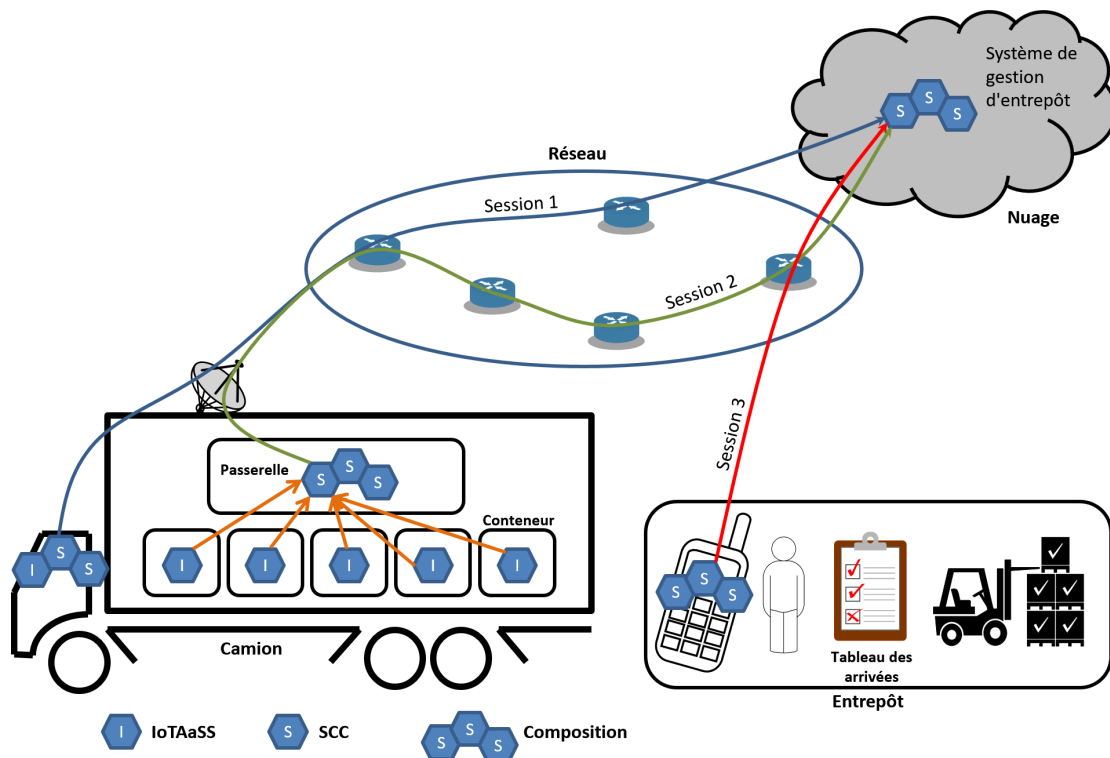 Système de
gestion
d'entrepôt
S
S
S
Nuage
Réseau
Session 1
Session 2
Session 3
Passerelle
S
S
S
Conteneur
I
I
I
I
I
I
S
S
Camion
S
S
S
Tableau des
arrivées
Entrepôt
I
IoTAaSS
S
SCC
S
S
S
S
Composition